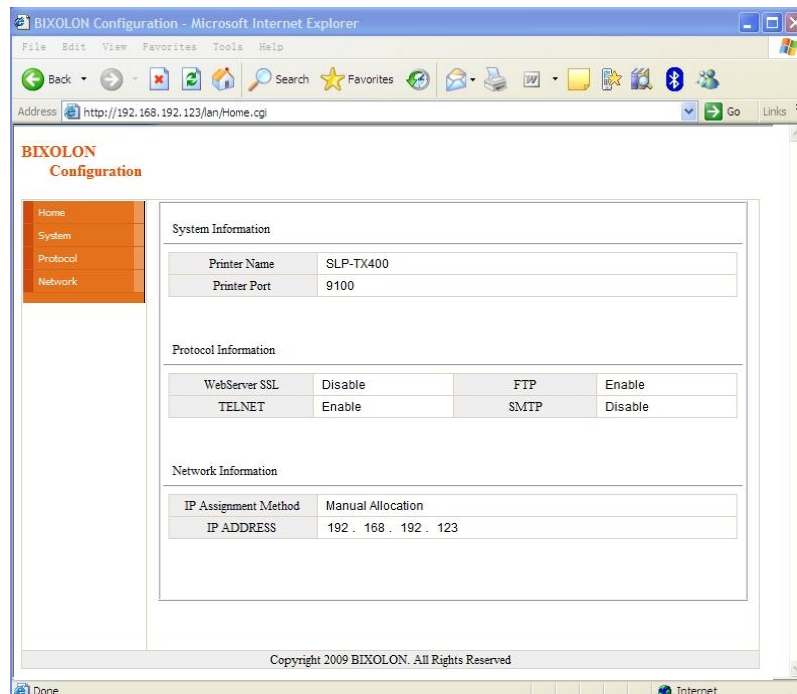 BIXOLON Configuration - Microsoft Internet Explorer
File Edit View Favorites Tools Help
Back Search Favorites
Address http://192.168.192.123/lan/Home.cgi Go Links
BIXOLON
Configuration
Home
System
Protocol
Network
System Information
Printer Name SLP-TX400
Printer Port 9100
Protocol Information
WebServer SSL Disable FTP Enable
TELNET Enable SMTP Disable
Network Information
IP Assignment Method Manual Allocation
IP ADDRESS 192 . 168 . 192 . 123
Copyright 2009 BIXOLON. All Rights Reserved
Done Internet